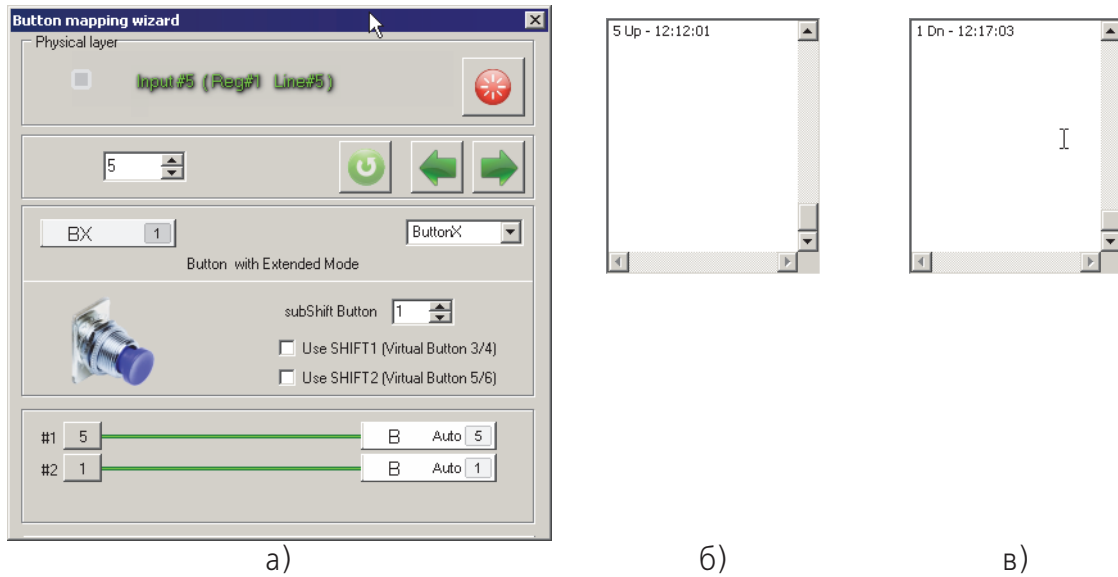 Button mapping wizard
Physical layer
Input#5 (Reg#1 Line#5)
5
BX 1
ButtonX
Button with Extended Mode
subShift Button 1
Use SHIFT1 (Virtual Button 3/4)
Use SHIFT2 (Virtual Button 5/6)
#1 5 B Auto 5
#2 1 B Auto 1
а)
5 Up - 12:12:01
б)
1 Dn - 12:17:03
в)